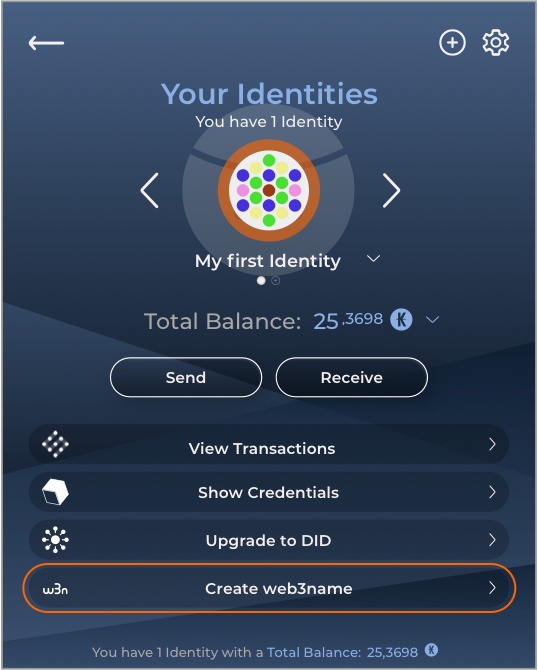 Your Identities
You have 1 Identity
My first Identity
Total Balance: 25,3698 K
Send
Receive
View Transactions
Show Credentials
Upgrade to DID
w3n Create web3name
You have 1 Identity with a Total Balance: 25,3698 K